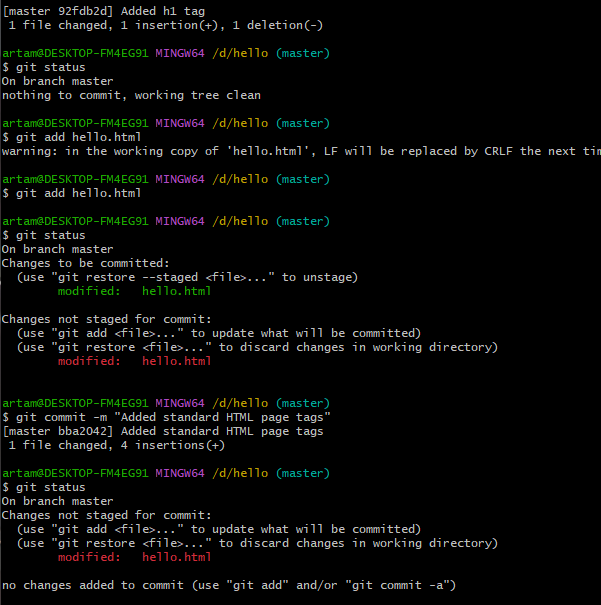 [master 92fdb2d] Added h1 tag
 1 file changed, 1 insertion(+), 1 deletion(-)

artam@DESKTOP-FM4EG91 MINGW64 /d/hello (master)
$ git status
On branch master
nothing to commit, working tree clean

artam@DESKTOP-FM4EG91 MINGW64 /d/hello (master)
$ git add hello.html
warning: in the working copy of 'hello.html', LF will be replaced by CRLF the next tim

artam@DESKTOP-FM4EG91 MINGW64 /d/hello (master)
$ git add hello.html

artam@DESKTOP-FM4EG91 MINGW64 /d/hello (master)
$ git status
On branch master
Changes to be committed:
  (use "git restore --staged <file>..." to unstage)
        modified:   hello.html

Changes not staged for commit:
  (use "git add <file>..." to update what will be committed)
  (use "git restore <file>..." to discard changes in working directory)
        modified:   hello.html


artam@DESKTOP-FM4EG91 MINGW64 /d/hello (master)
$ git commit -m "Added standard HTML page tags"
[master bba2042] Added standard HTML page tags
 1 file changed, 4 insertions(+)

artam@DESKTOP-FM4EG91 MINGW64 /d/hello (master)
$ git status
On branch master
Changes not staged for commit:
  (use "git add <file>..." to update what will be committed)
  (use "git restore <file>..." to discard changes in working directory)
        modified:   hello.html

no changes added to commit (use "git add" and/or "git commit -a")